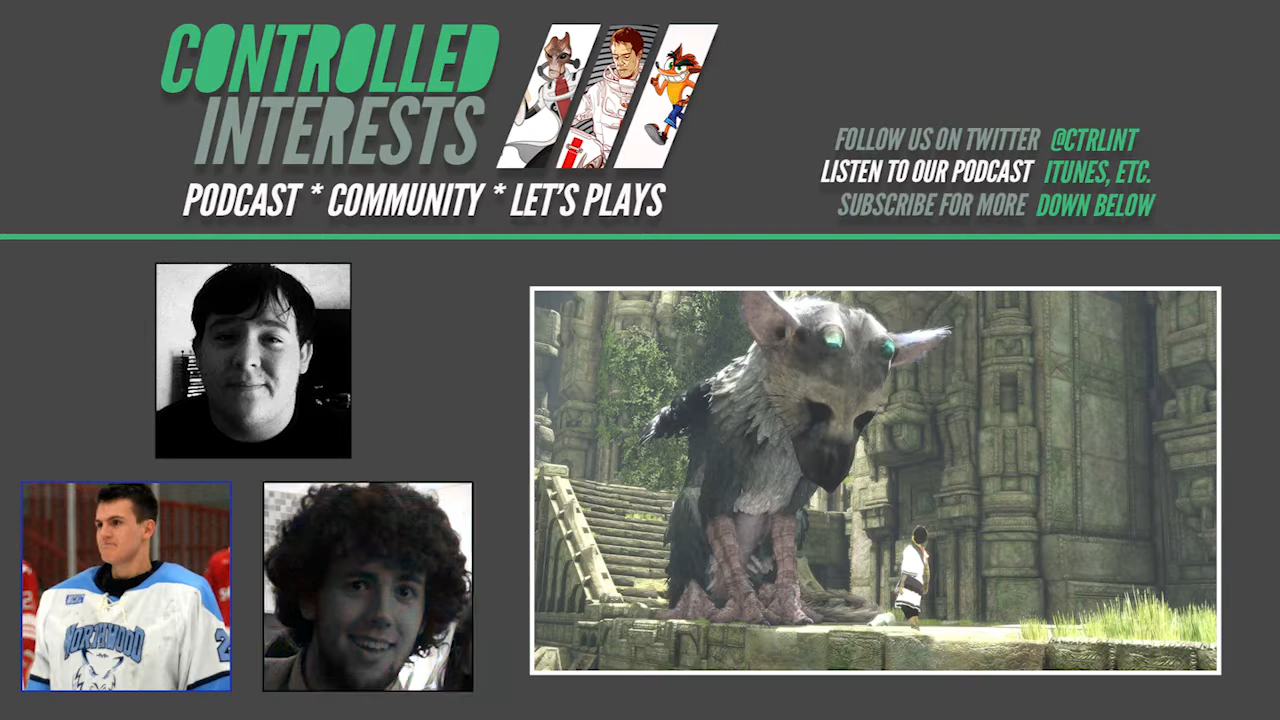 CONTROLLED
INTERESTS
PODCAST * COMMUNITY * LET'S PLAYS
FOLLOW US ON TWITTER @CTRLINT
LISTEN TO OUR PODCAST ITUNES, ETC.
SUBSCRIBE FOR MORE DOWN BELOW
NORTHWOOD
2